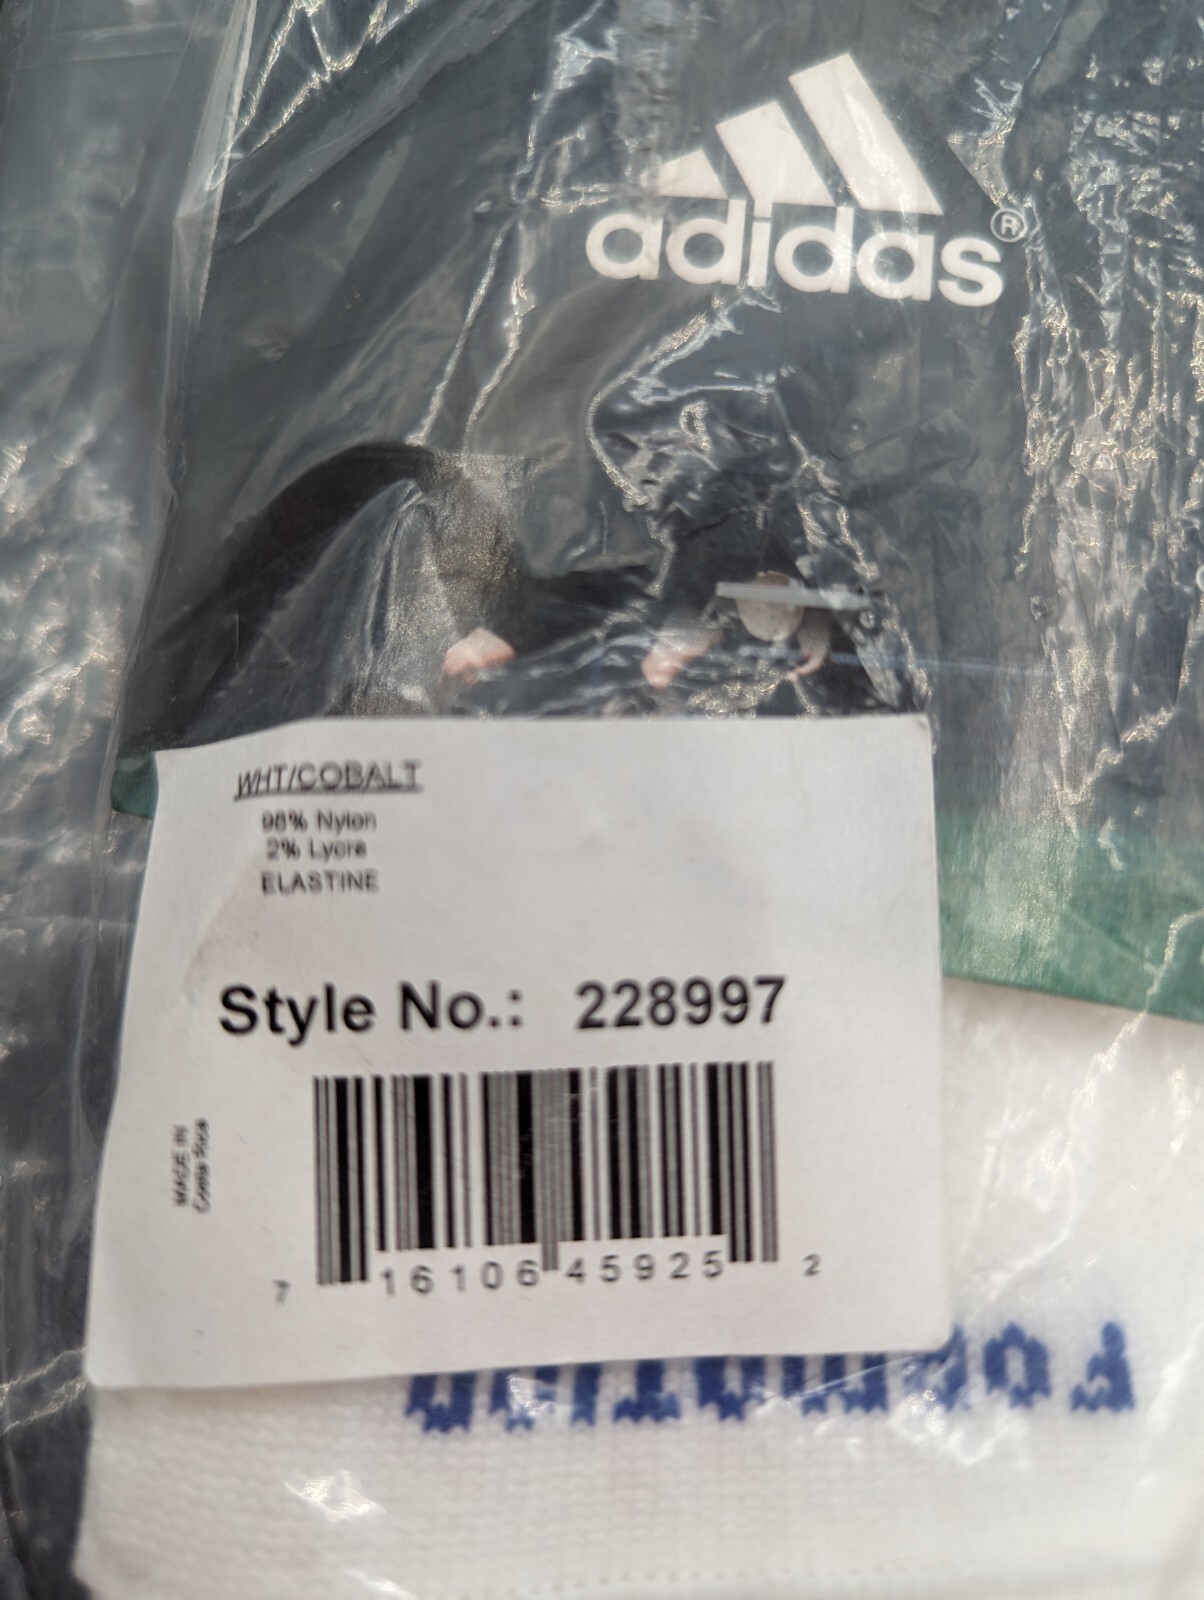 adidas®
WHT/COBALT
98% Nylon
2% Lycra
ELASTINE
Style No.: 228997
MADE IN
Costa Rica
7 16106 45925 2